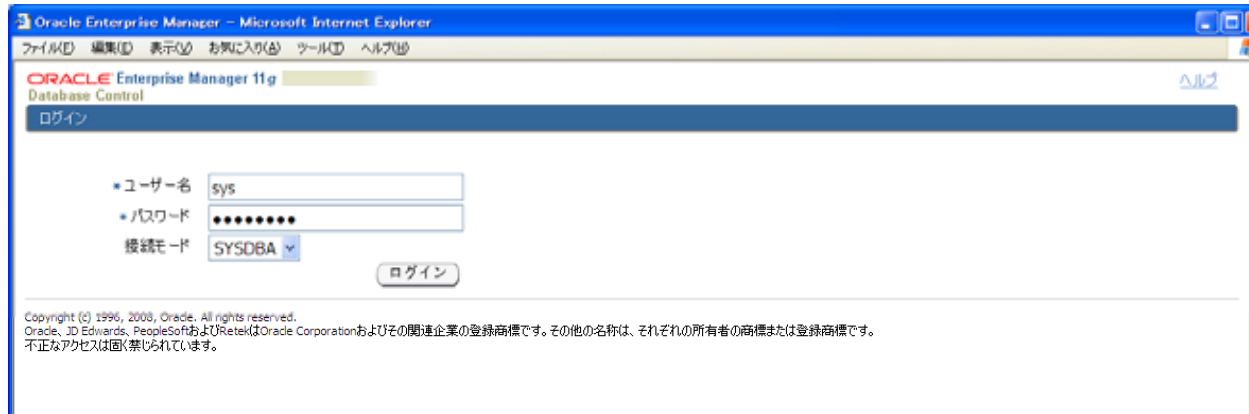 Oracle Enterprise Manager - Microsoft Internet Explorer
ファイル(F) 編集(E) 表示(V) お気に入り(A) ツール(T) ヘルプ(H)
ORACLE Enterprise Manager 11g
Database Control
ヘルプ
ログイン
* ユーザー名 sys
* パスワード ••••••••
接続モード SYSDBA
ログイン
Copyright (c) 1996, 2008, Oracle. All rights reserved.
Oracle、JD Edwards、PeopleSoftおよびRetekはOracle Corporationおよびその関連企業の登録商標です。その他の名称は、それぞれの所有者の商標または登録商標です。
不正なアクセスは固く禁じられています。